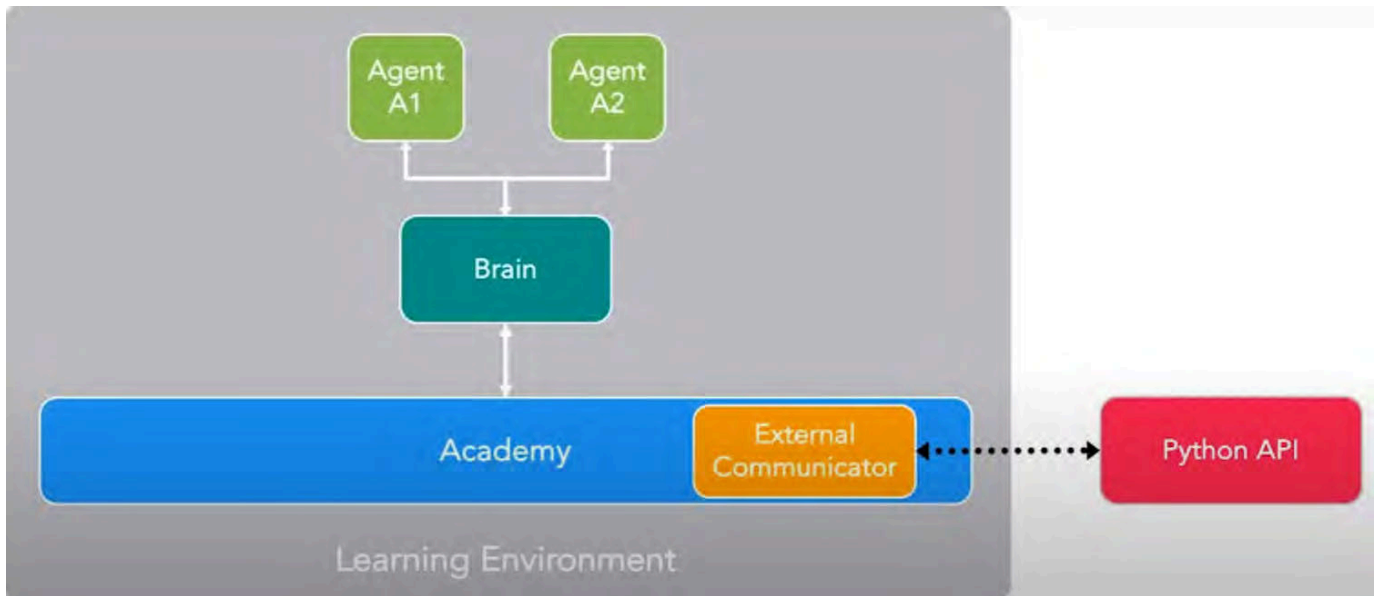 Agent
A1
Agent
A2
Brain
Academy
External
Communicator
Python API
Learning Environment